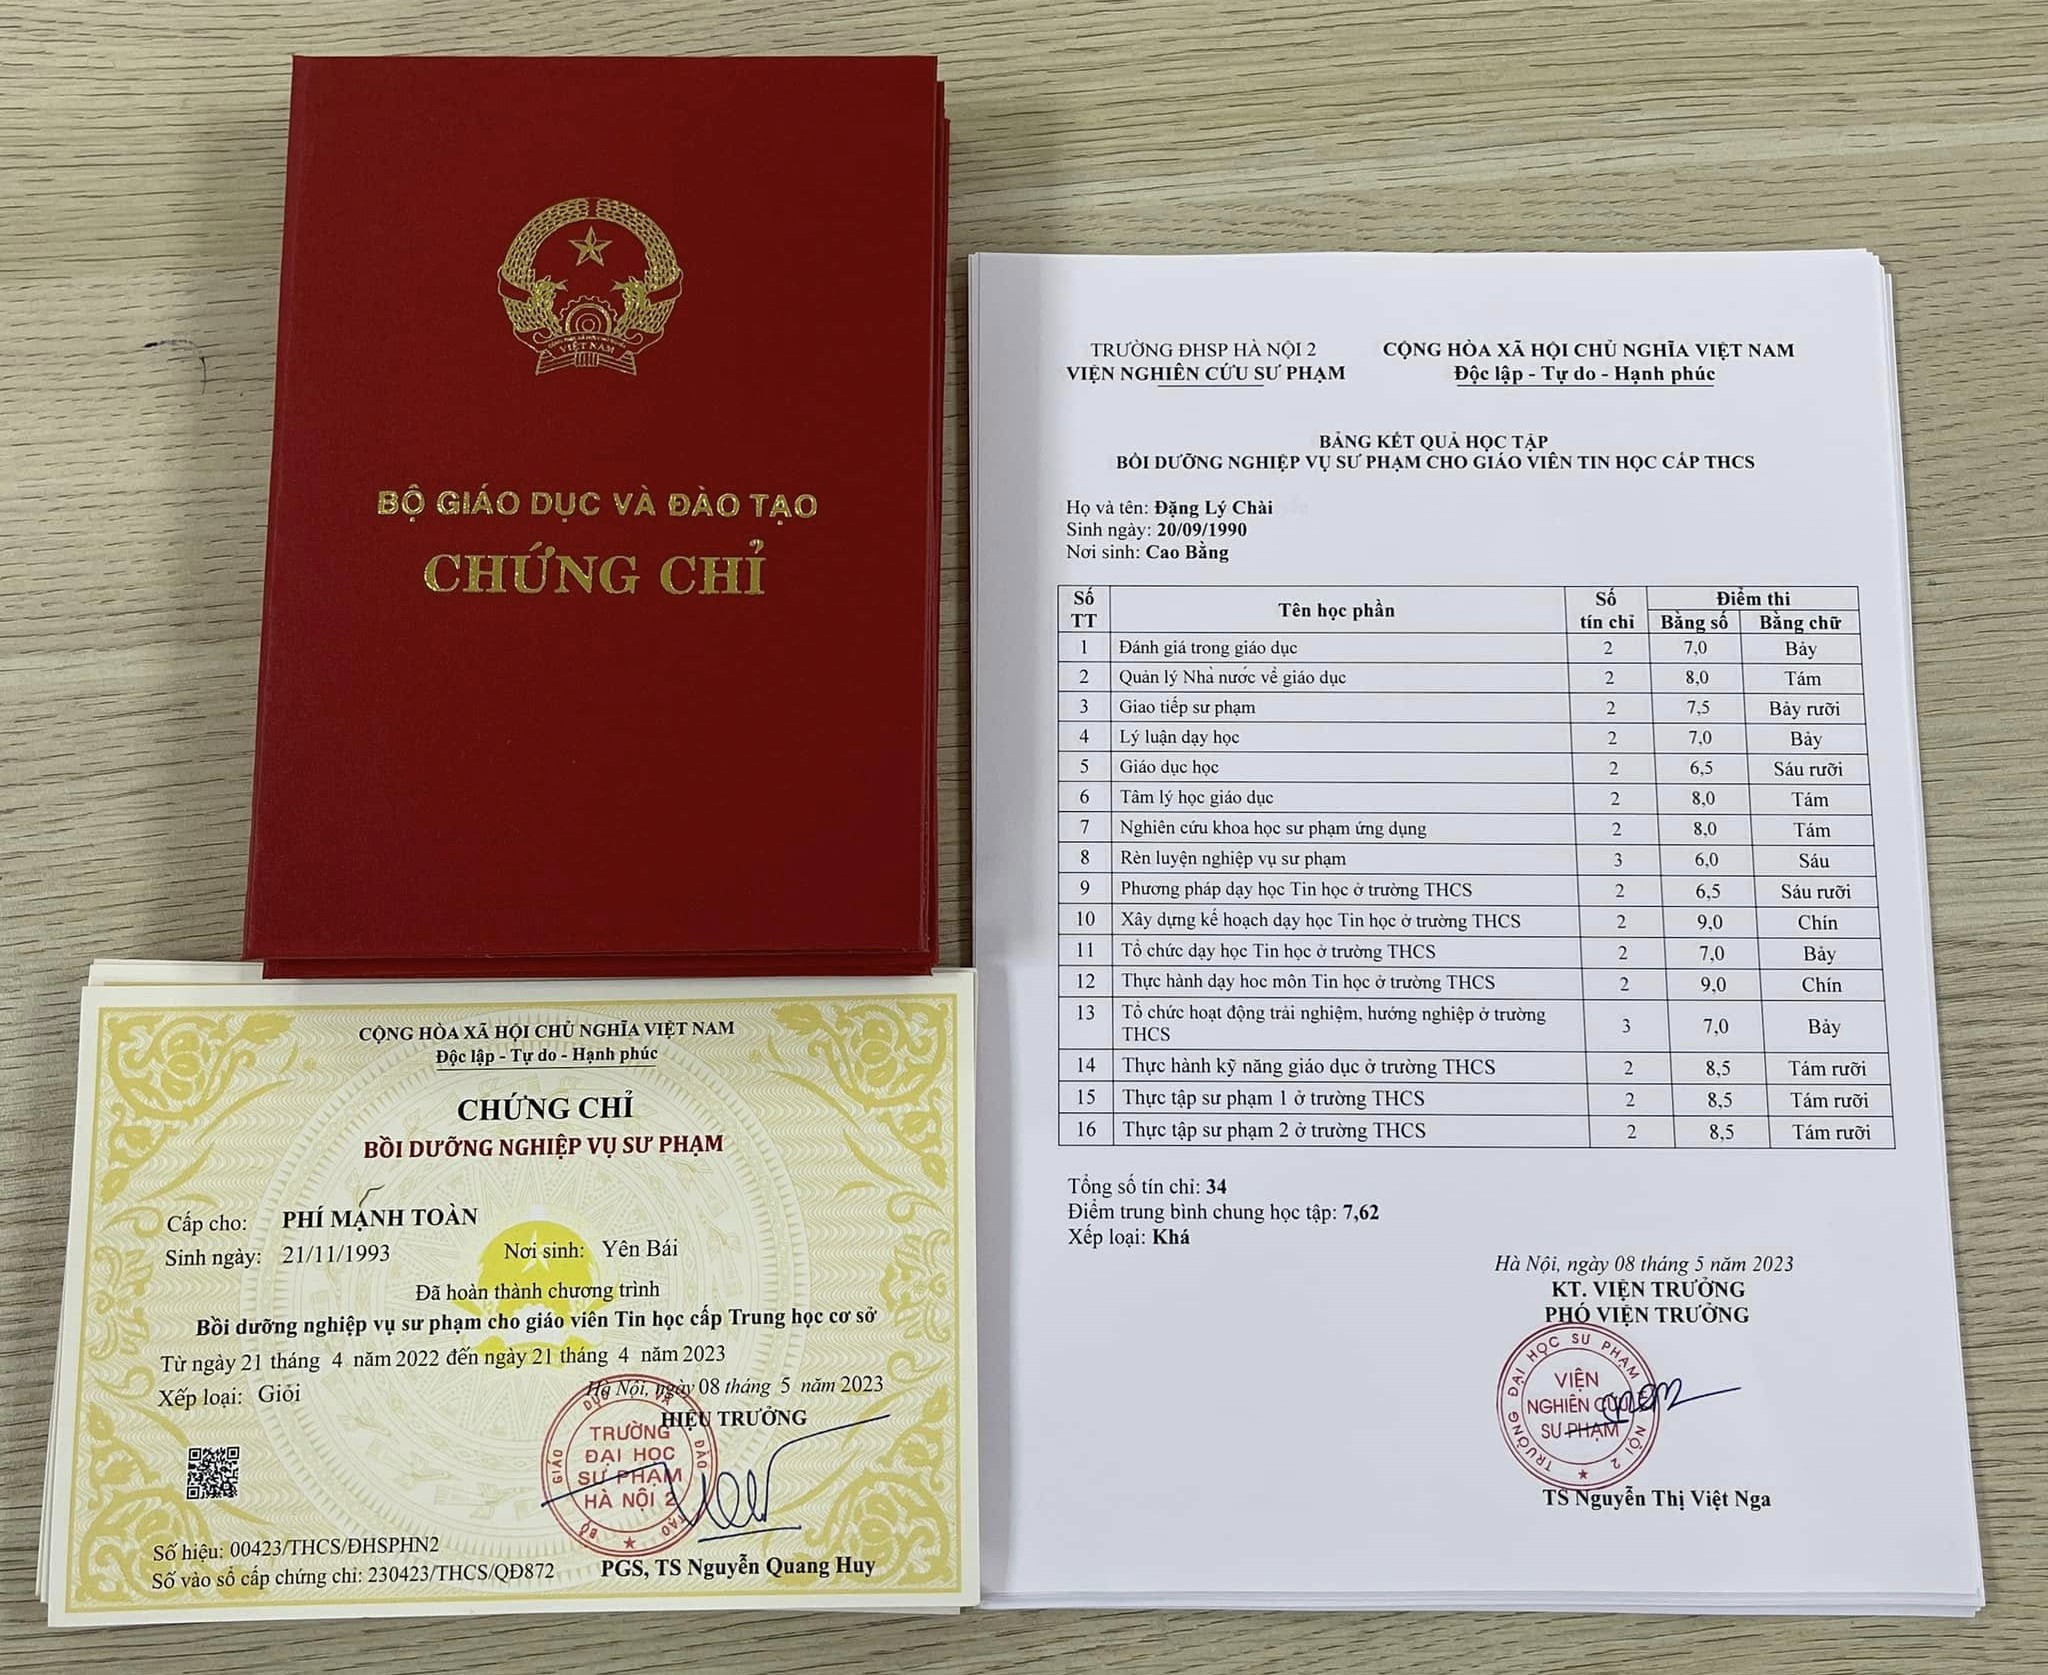 VIỆT NAM
BỘ GIÁO DỤC VÀ ĐÀO TẠO
CHỨNG CHỈ
CỘNG HÒA XÃ HỘI CHỦ NGHĨA VIỆT NAM
Độc lập - Tự do - Hạnh phúc
CHỨNG CHỈ
BỒI DƯỠNG NGHIỆP VỤ SƯ PHẠM
Cấp cho: PHÍ MẠNH TOÀN
Sinh ngày: 21/11/1993 Nơi sinh: Yên Bái
Đã hoàn thành chương trình
Bồi dưỡng nghiệp vụ sư phạm cho giáo viên Tin học cấp Trung học cơ sở
Từ ngày 21 tháng 4 năm 2022 đến ngày 21 tháng 4 năm 2023
Xếp loại: Giỏi
Hà Nội, ngày 08 tháng 5 năm 2023
HIỆU TRƯỞNG
BỘ GIÁO DỤC VÀ ĐÀO TẠO
TRƯỜNG
ĐẠI HỌC
SƯ PHẠM
HÀ NỘI 2
Số hiệu: 00423/THCS/ĐHSPHN2
Số vào sổ cấp chứng chỉ: 230423/THCS/QĐ872
PGS, TS Nguyễn Quang Huy
TRƯỜNG ĐHSP HÀ NỘI 2 CỘNG HÒA XÃ HỘI CHỦ NGHĨA VIỆT NAM
VIỆN NGHIÊN CỨU SƯ PHẠM Độc lập - Tự do - Hạnh phúc
BẢNG KẾT QUẢ HỌC TẬP
BỒI DƯỠNG NGHIỆP VỤ SƯ PHẠM CHO GIÁO VIÊN TIN HỌC CẤP THCS
Họ và tên: Đặng Lý Chài
Sinh ngày: 20/09/1990
Nơi sinh: Cao Bằng
Số TT Tên học phần Số tín chỉ Điểm thi
Bằng số Bằng chữ
1 Đánh giá trong giáo dục 2 7,0 Bảy
2 Quản lý Nhà nước về giáo dục 2 8,0 Tám
3 Giao tiếp sư phạm 2 7,5 Bảy rưỡi
4 Lý luận dạy học 2 7,0 Bảy
5 Giáo dục học 2 6,5 Sáu rưỡi
6 Tâm lý học giáo dục 2 8,0 Tám
7 Nghiên cứu khoa học sư phạm ứng dụng 2 8,0 Tám
8 Rèn luyện nghiệp vụ sư phạm 3 6,0 Sáu
9 Phương pháp dạy học Tin học ở trường THCS 2 6,5 Sáu rưỡi
10 Xây dựng kế hoạch dạy học Tin học ở trường THCS 2 9,0 Chín
11 Tổ chức dạy học Tin học ở trường THCS 2 7,0 Bảy
12 Thực hành dạy hoc môn Tin học ở trường THCS 2 9,0 Chín
13 Tổ chức hoạt động trải nghiệm, hướng nghiệp ở trường
THCS 3 7,0 Bảy
14 Thực hành kỹ năng giáo dục ở trường THCS 2 8,5 Tám rưỡi
15 Thực tập sư phạm 1 ở trường THCS 2 8,5 Tám rưỡi
16 Thực tập sư phạm 2 ở trường THCS 2 8,5 Tám rưỡi
Tổng số tín chỉ: 34
Điểm trung bình chung học tập: 7,62
Xếp loại: Khá
Hà Nội, ngày 08 tháng 5 năm 2023
KT. VIỆN TRƯỞNG
PHÓ VIỆN TRƯỞNG
TRƯỜNG ĐẠI HỌC SƯ PHẠM HÀ NỘI 2
VIỆN
NGHIÊN CỨU
SƯ PHẠM
TS Nguyễn Thị Việt Nga